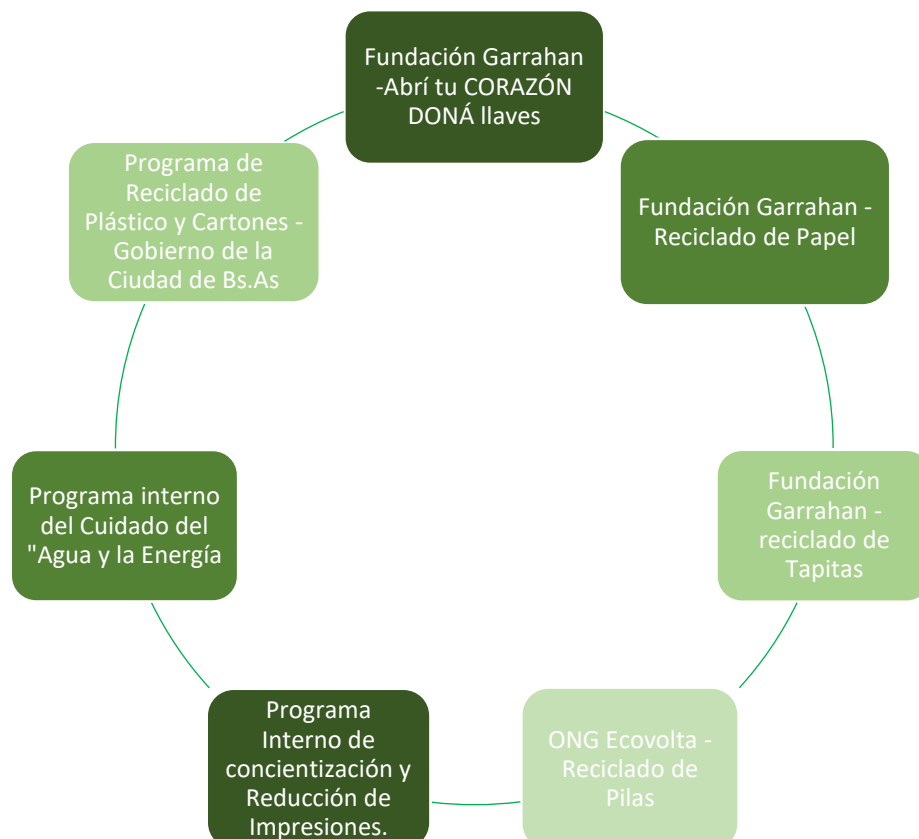 Fundación Garrahan
-Abrí tu CORAZÓN
DONÁ llaves
Fundación Garrahan -
Reciclado de Papel
Fundación
Garrahan -
reciclado de
Tapitas
ONG Ecovolta -
Reciclado de
Pilas
Programa
Interno de
concientización y
Reducción de
Impresiones.
Programa interno
del Cuidado del
"Agua y la Energía
Programa de
Reciclado de
Plástico y Cartones -
Gobierno de la
Ciudad de Bs.As